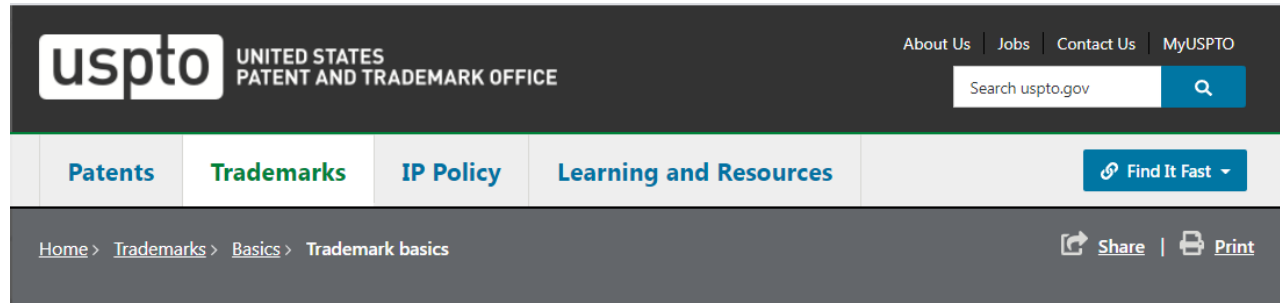 uspto UNITED STATES
PATENT AND TRADEMARK OFFICE
About Us | Jobs | Contact Us | MyUSPTO
Search uspto.gov
Patents Trademarks IP Policy Learning and Resources Find It Fast
Home > Trademarks > Basics > Trademark basics Share | Print